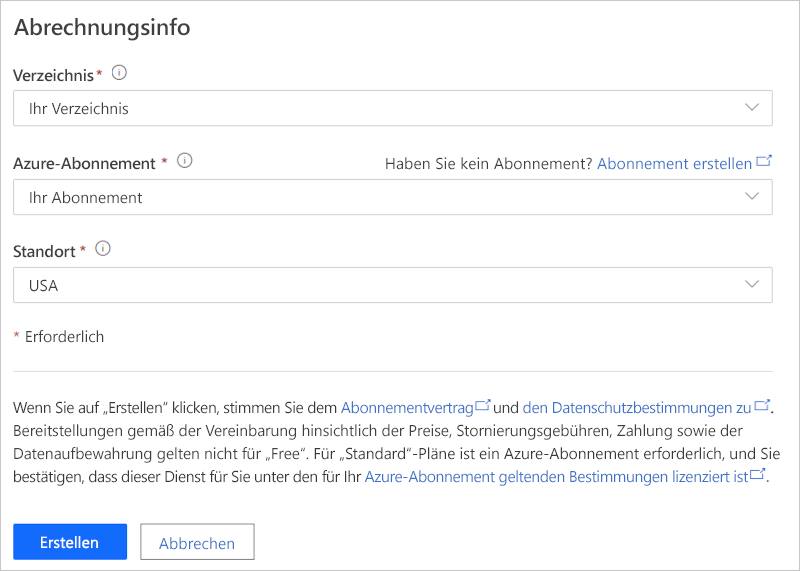 Abrechnungsinfo
Verzeichnis*
Ihr Verzeichnis
Azure-Abonnement * Haben Sie kein Abonnement? Abonnement erstellen
Ihr Abonnement
Standort *
USA
* Erforderlich
Wenn Sie auf „Erstellen“ klicken, stimmen Sie dem Abonnementvertrag und den Datenschutzbestimmungen zu.
Bereitstellungen gemäß der Vereinbarung hinsichtlich der Preise, Stornierungsgebühren, Zahlung sowie der
Datenaufbewahrung gelten nicht für „Free“. Für „Standard“-Pläne ist ein Azure-Abonnement erforderlich, und Sie
bestätigen, dass dieser Dienst für Sie unter den für Ihr Azure-Abonnement geltenden Bestimmungen lizenziert ist.
Erstellen Abbrechen